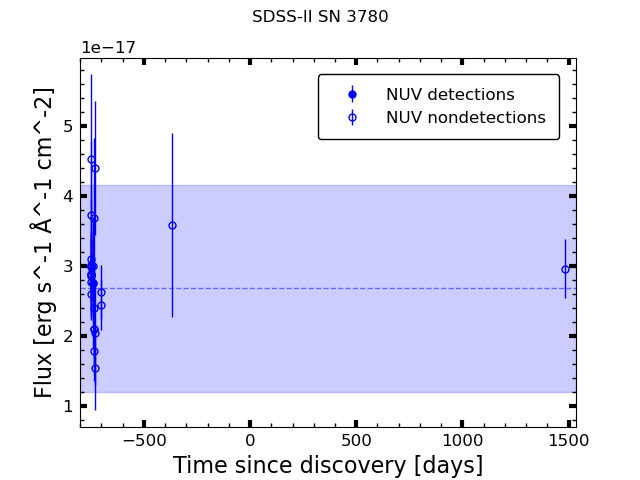 SDSS-II SN 3780
1e−17
NUV detections
NUV nondetections
Flux [erg s^-1 Å^-1 cm^-2]
5
4
3
2
1
−500 0 500 1000 1500
Time since discovery [days]